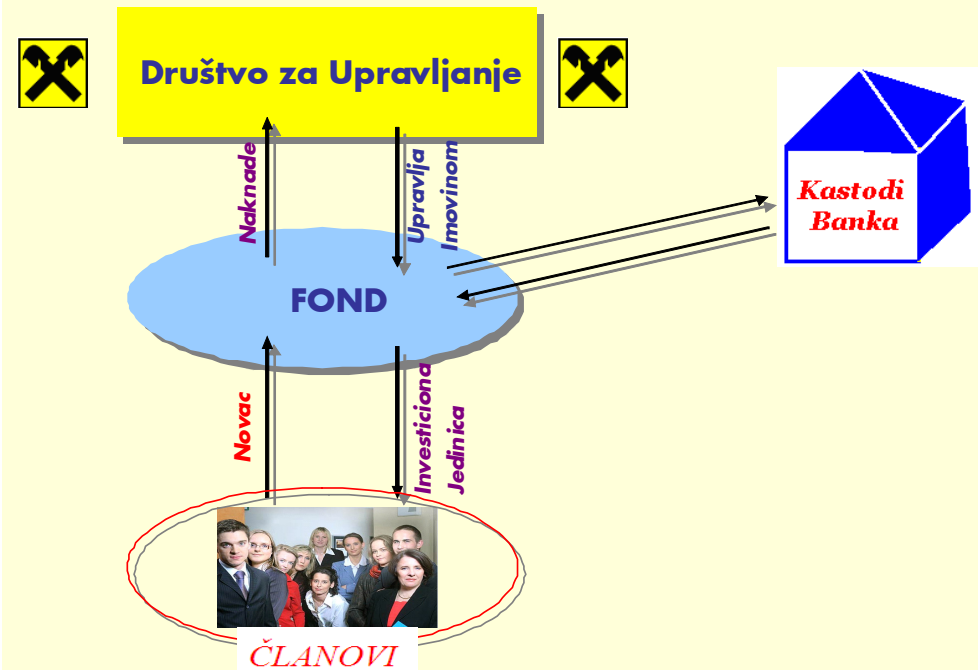 Društvo za Upravljanje
Naknade
Upravlja
Imovinom
Kastodi
Banka
FOND
Novac
Investiciona
Jedinica
ČLANOVI